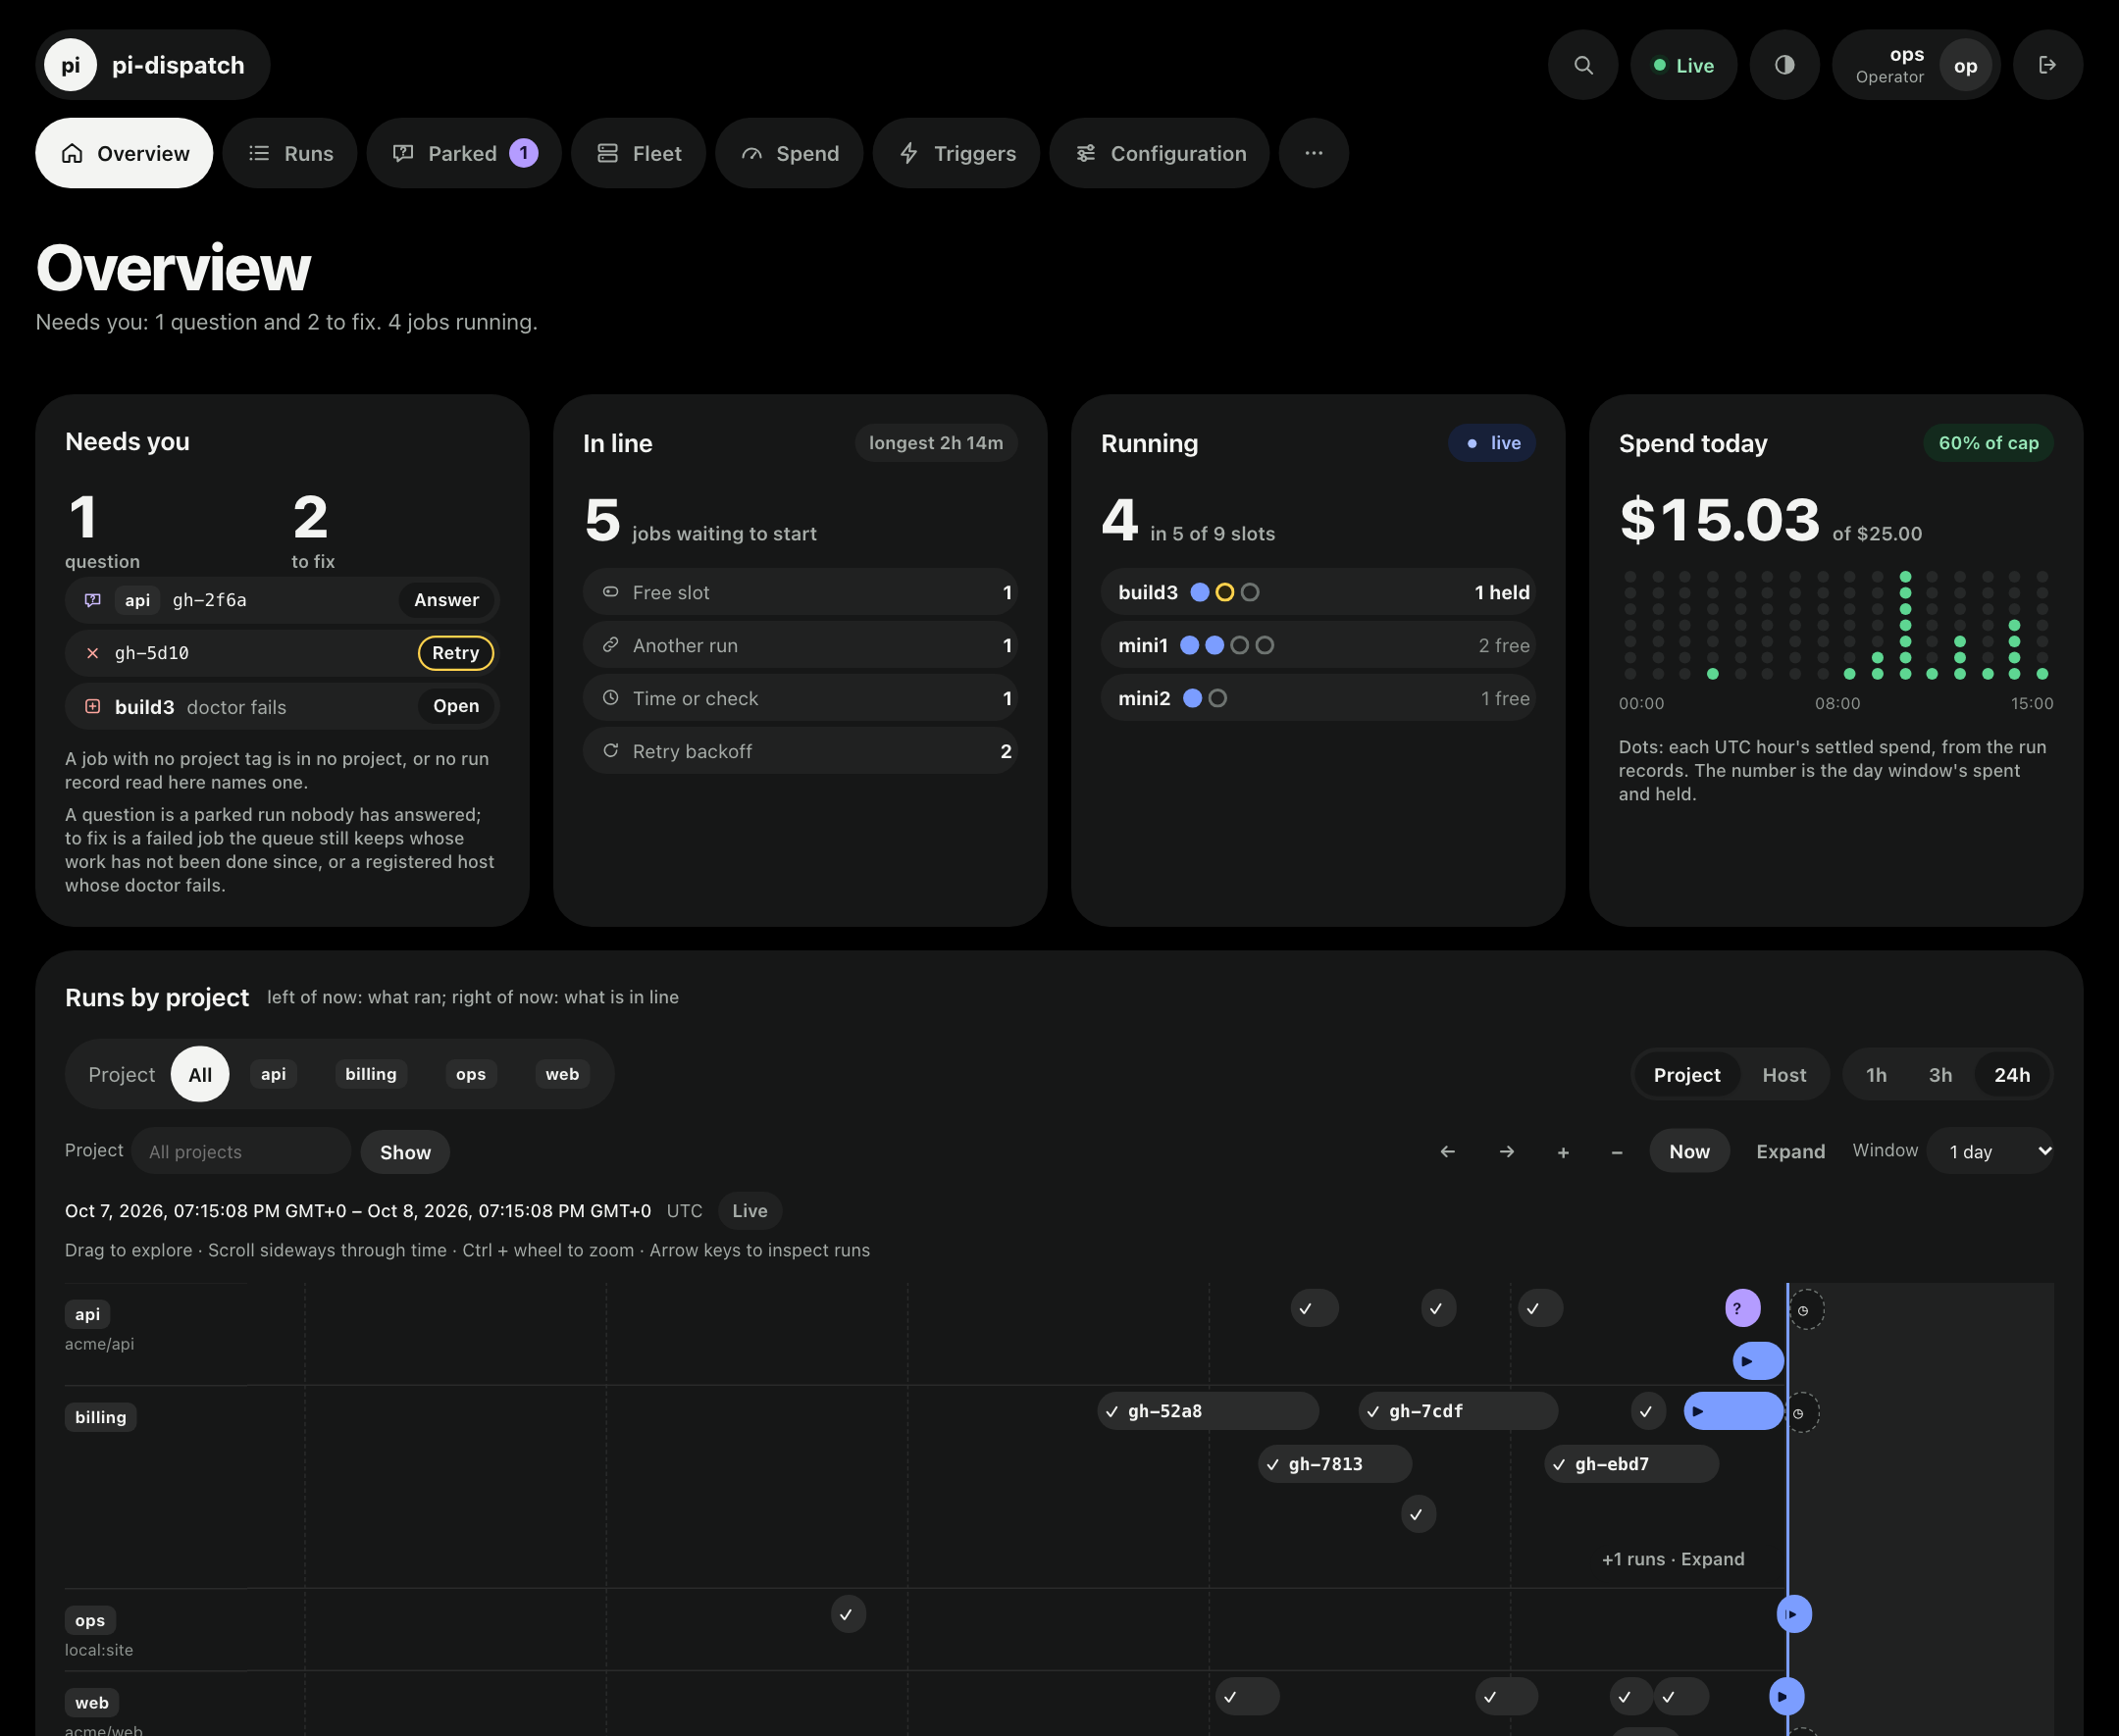 pi pi-dispatch
Live
ops
Operator
op
Overview Runs Parked 1 Fleet Spend Triggers Configuration ...
Overview
Needs you: 1 question and 2 to fix. 4 jobs running.
Needs you
1 2
question to fix
api gh-2f6a Answer
gh-5d10 Retry
build3 doctor fails Open
A job with no project tag is in no project, or no run
record read here names one.
A question is a parked run nobody has answered;
to fix is a failed job the queue still keeps whose
work has not been done since, or a registered host
whose doctor fails.
In line longest 2h 14m
5 jobs waiting to start
Free slot 1
Another run 1
Time or check 1
Retry backoff 2
Running live
4 in 5 of 9 slots
build3 1 held
mini1 2 free
mini2 1 free
Spend today 60% of cap
$15.03 of $25.00
00:00 08:00 15:00
Dots: each UTC hour's settled spend, from the run
records. The number is the day window's spent
and held.
Runs by project left of now: what ran; right of now: what is in line
Project All api billing ops web
Project Host 1h 3h 24h
Project All projects Show
← → + − Now Expand Window 1 day
Oct 7, 2026, 07:15:08 PM GMT+0 – Oct 8, 2026, 07:15:08 PM GMT+0 UTC Live
Drag to explore · Scroll sideways through time · Ctrl + wheel to zoom · Arrow keys to inspect runs
api
acme/api
?
billing
✓ gh-52a8 ✓ gh-7cdf
✓ gh-7813 ✓ gh-ebd7
+1 runs · Expand
ops
local:site
web
acme/web